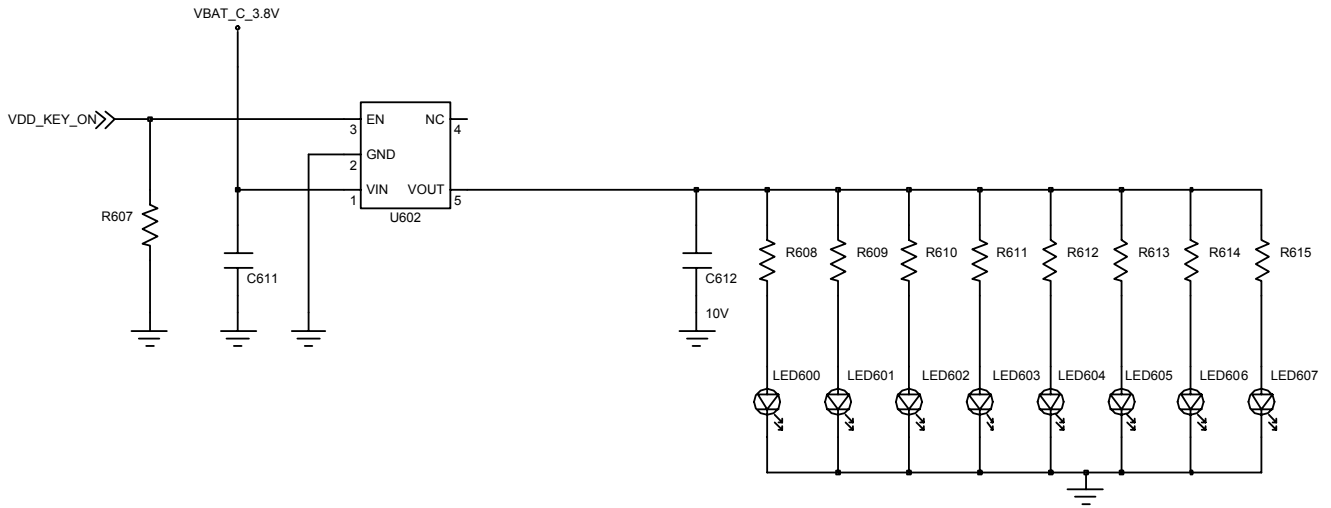 VBAT_C_3.8V
VDD_KEY_ON
EN
NC
3
4
GND
2
VIN
VOUT
1
5
U602
R607
C611
C612
10V
R608
R609
R610
R611
R612
R613
R614
R615
LED600
LED601
LED602
LED603
LED604
LED605
LED606
LED607